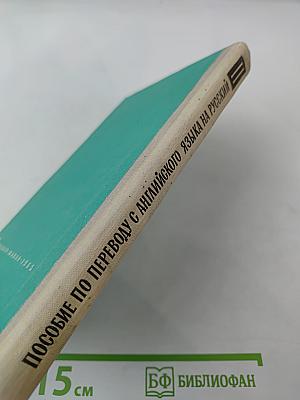 ПОСОБИЕ ПО ПЕРЕВОДУ С АНГЛИЙСКОГО ЯЗЫКА НА РУССКИЙ
15 см
БФ БИБЛИОФАН